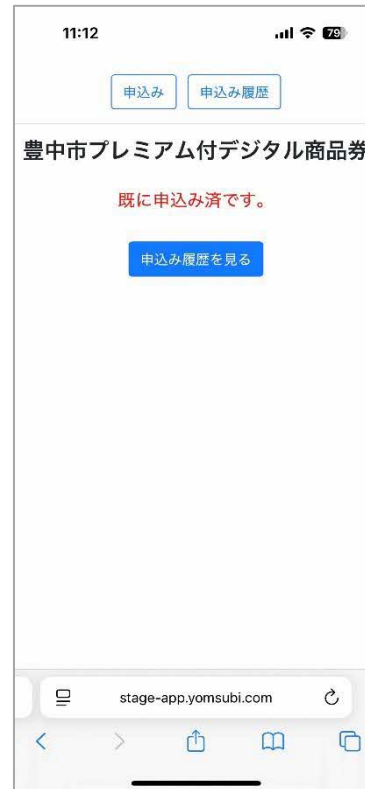 11:12
79
申込み
申込み履歴
豊中市プレミアム付デジタル商品券
既に申込み済です。
申込み履歴を見る
stage-app.yomsubi.com